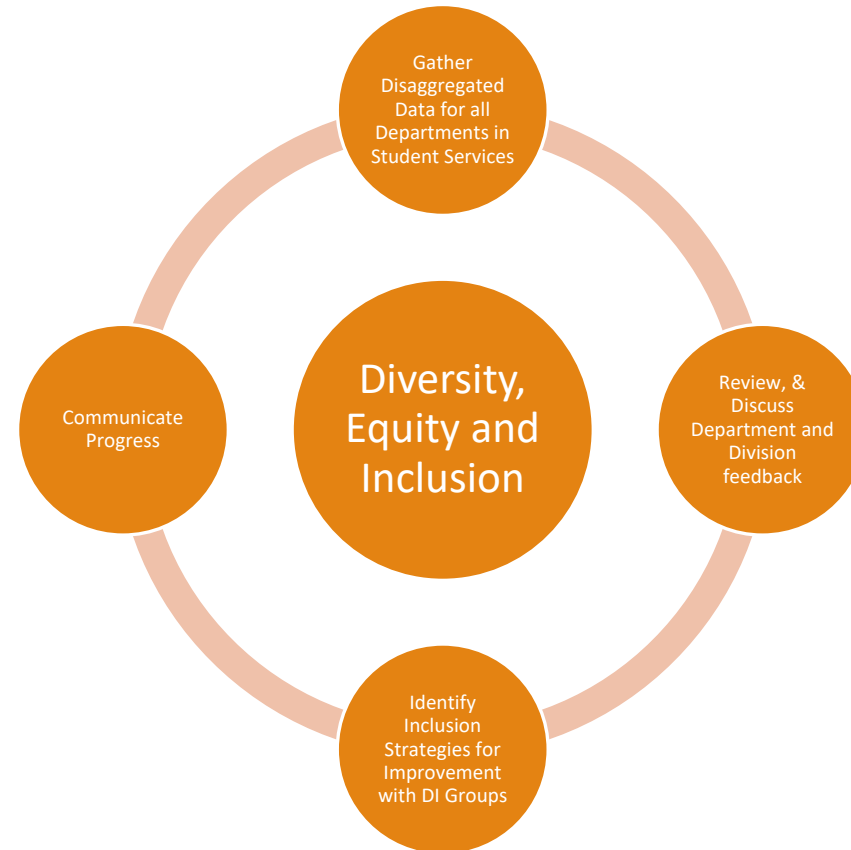 Gather
Disaggregated
Data for all
Departments in
Student Services
Diversity,
Equity and
Inclusion
Review, &
Discuss
Department and
Division
feedback
Communicate
Progress
Identify
Inclusion
Strategies for
Improvement
with DI Groups